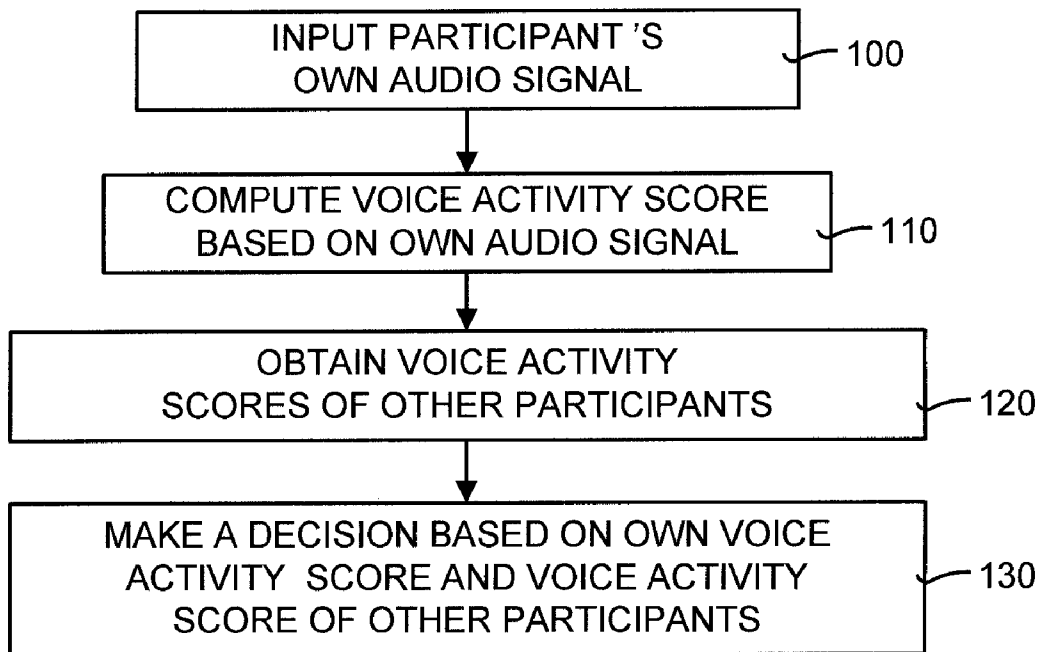 INPUT PARTICIPANT 'S
OWN AUDIO SIGNAL
100
COMPUTE VOICE ACTIVITY SCORE
BASED ON OWN AUDIO SIGNAL
110
OBTAIN VOICE ACTIVITY
SCORES OF OTHER PARTICIPANTS
120
MAKE A DECISION BASED ON OWN VOICE
ACTIVITY SCORE AND VOICE ACTIVITY
SCORE OF OTHER PARTICIPANTS
130